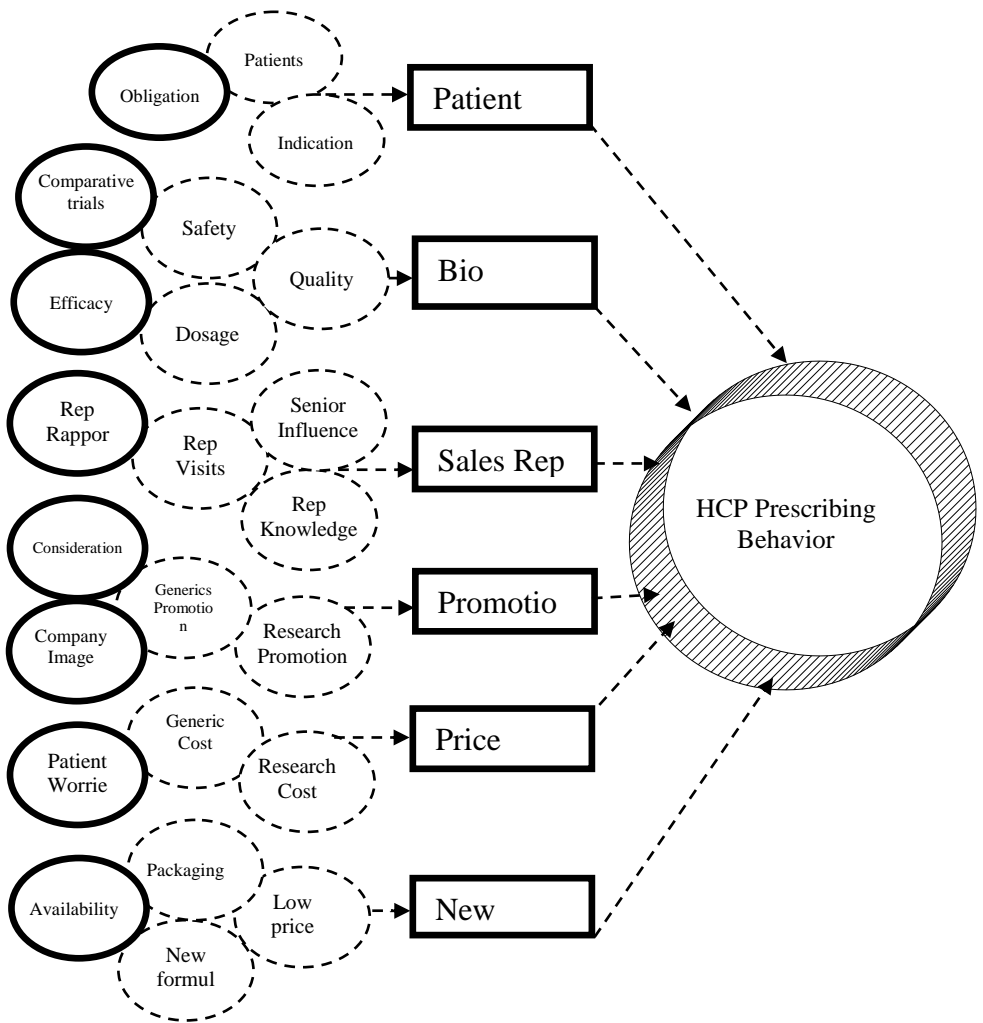 Patients
Obligation
Indication
Patient
Comparative
trials
Safety
Quality
Bio
Efficacy
Dosage
Rep
Rappor
Rep
Visits
Senior
Influence
Rep
Knowledge
Sales Rep
HCP Prescribing
Behavior
Consideration
Generics
Promotio
n
Company
Image
Research
Promotion
Promotio
Generic
Cost
Patient
Worrie
Research
Cost
Price
Packaging
Availability
Low
price
New
formul
New